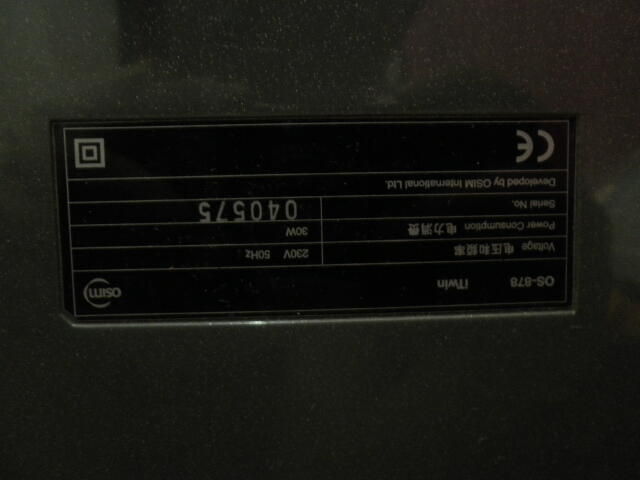 OS-878 iTwin osim
Voltage 电压和频率 230V 50Hz
Power Consumption 电力消费 30W
Serial No. 040575
Developed by OSIM International Ltd.
CE